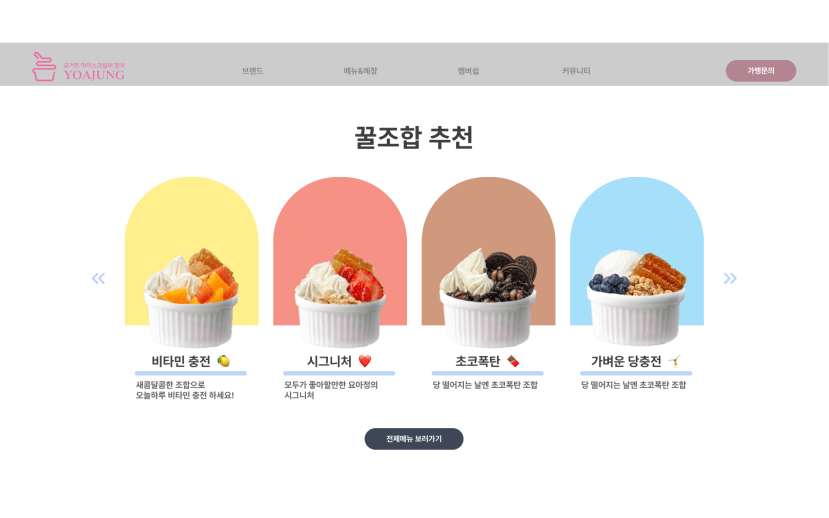 요거트 아이스크림의 정석
YOAJUNG
브랜드
메뉴&매장
멤버쉽
커뮤니티
가맹문의
꿀조합 추천
비타민 충전
시그니처
초코폭탄
가벼운 당충전
새콤달콤한 조합으로
오늘하루 비타민 충전 하세요!
모두가 좋아할만한 요아정의
시그니처
당 떨어지는 날엔 초코폭탄 조합
당 떨어지는 날엔 초코폭탄 조합
전체메뉴 보러가기